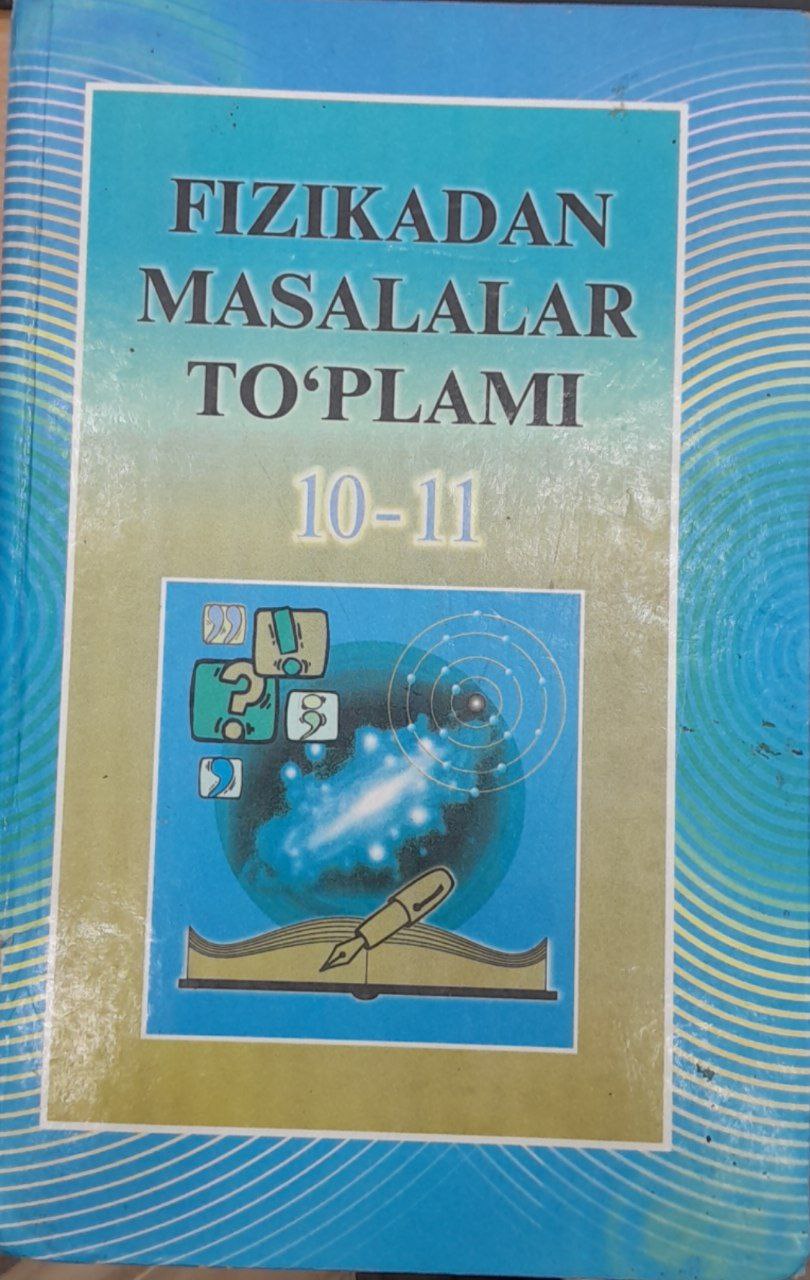 FIZIKADAN
MASALALAR
TO‘PLAMI
10-11